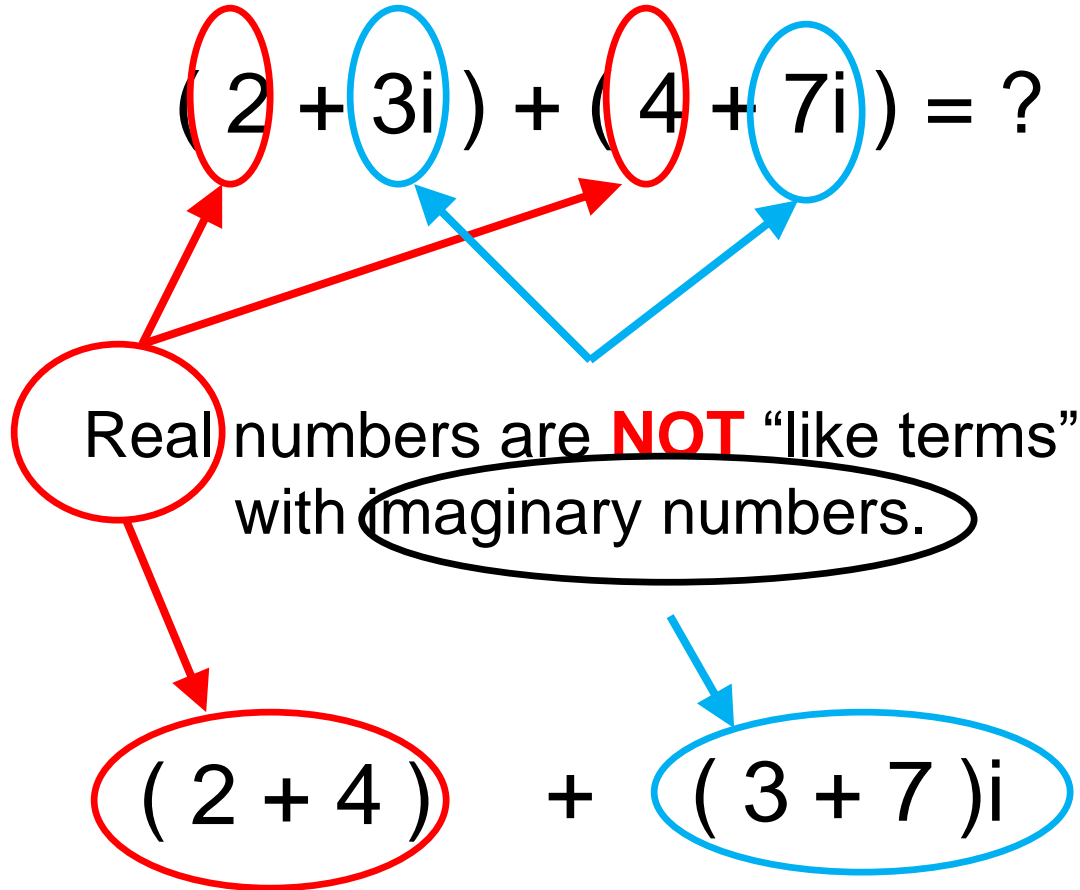 ( 2 + 3i ) + ( 4 + 7i ) = ?
Real numbers are NOT “like terms”
with imaginary numbers.
( 2 + 4 ) + ( 3 + 7 )i